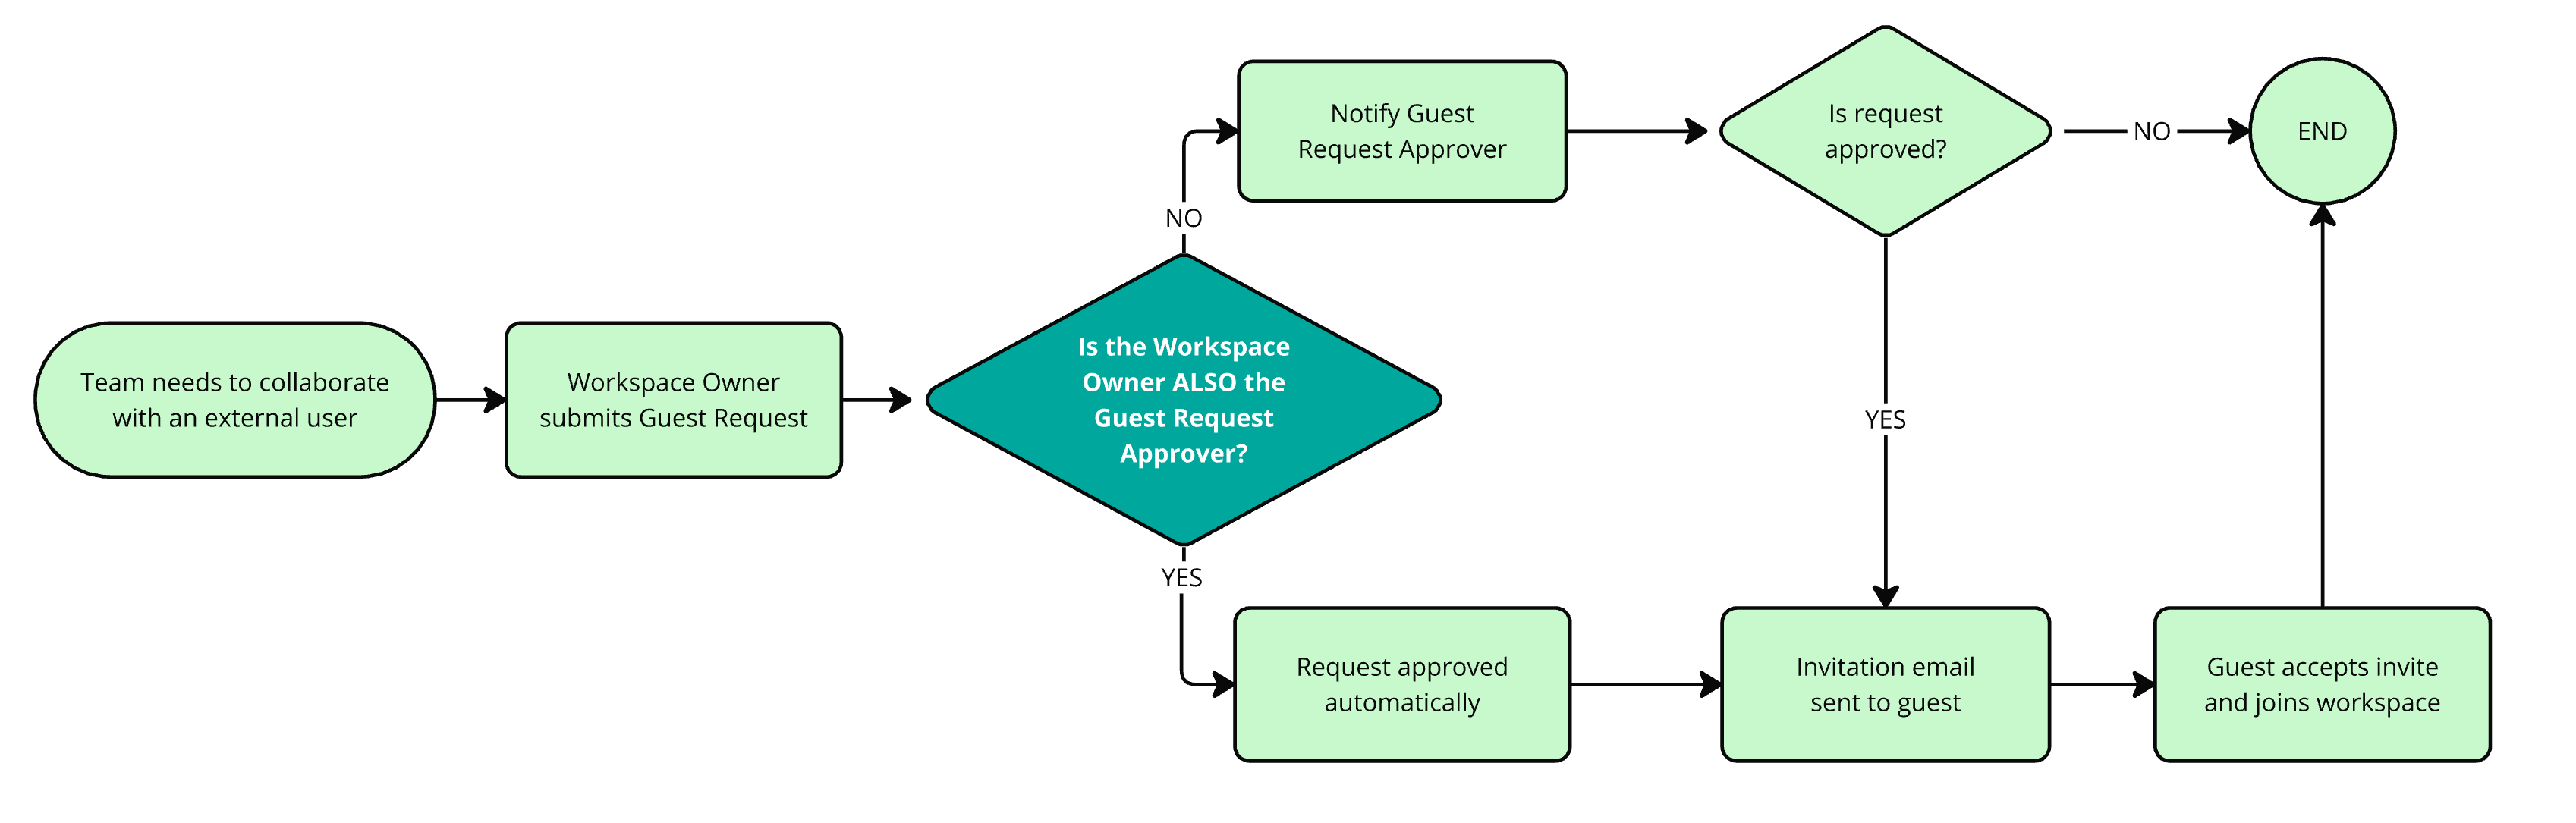 Team needs to collaborate
with an external user
Workspace Owner
submits Guest Request
Is the Workspace
Owner ALSO the
Guest Request
Approver?
NO
Notify Guest
Request Approver
Is request
approved?
NO
END
YES
YES
Request approved
automatically
Invitation email
sent to guest
Guest accepts invite
and joins workspace